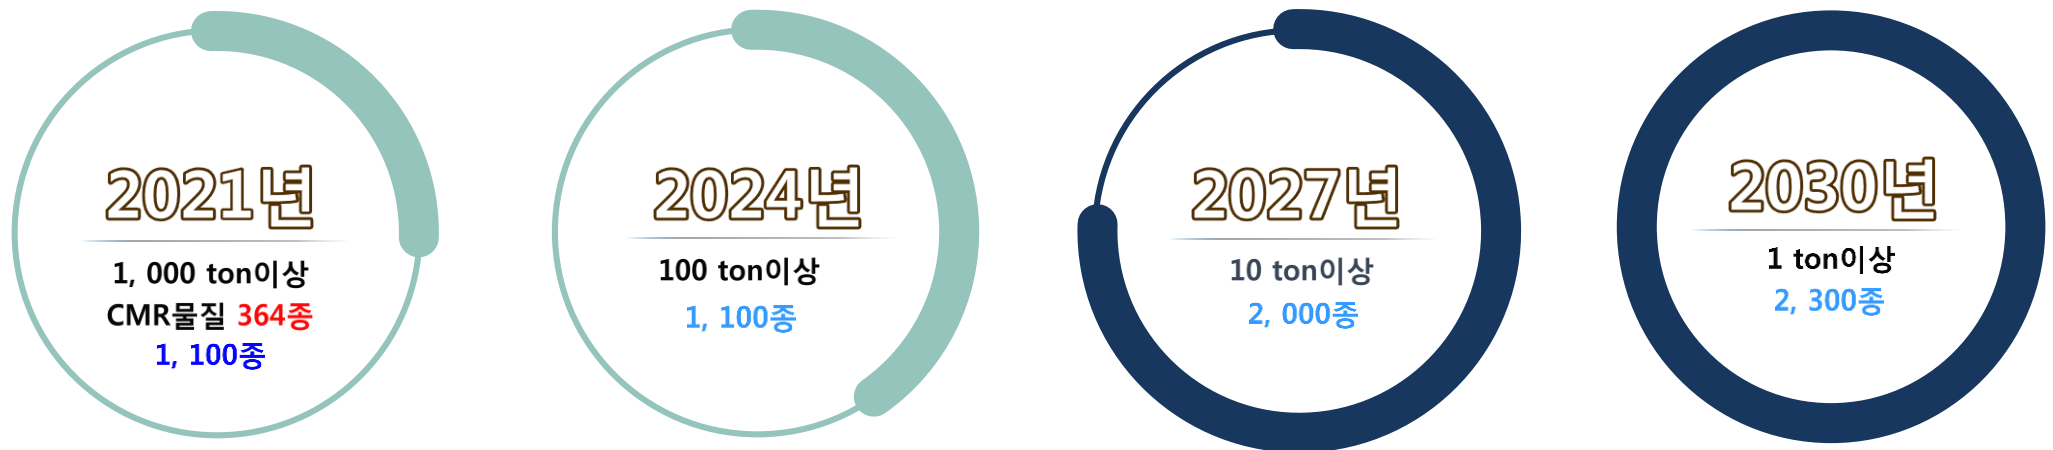 2021년
1, 000 ton이상
CMR물질 364종
1, 100종
2024년
100 ton이상
1, 100종
2027년
10 ton이상
2, 000종
2030년
1 ton이상
2, 300종